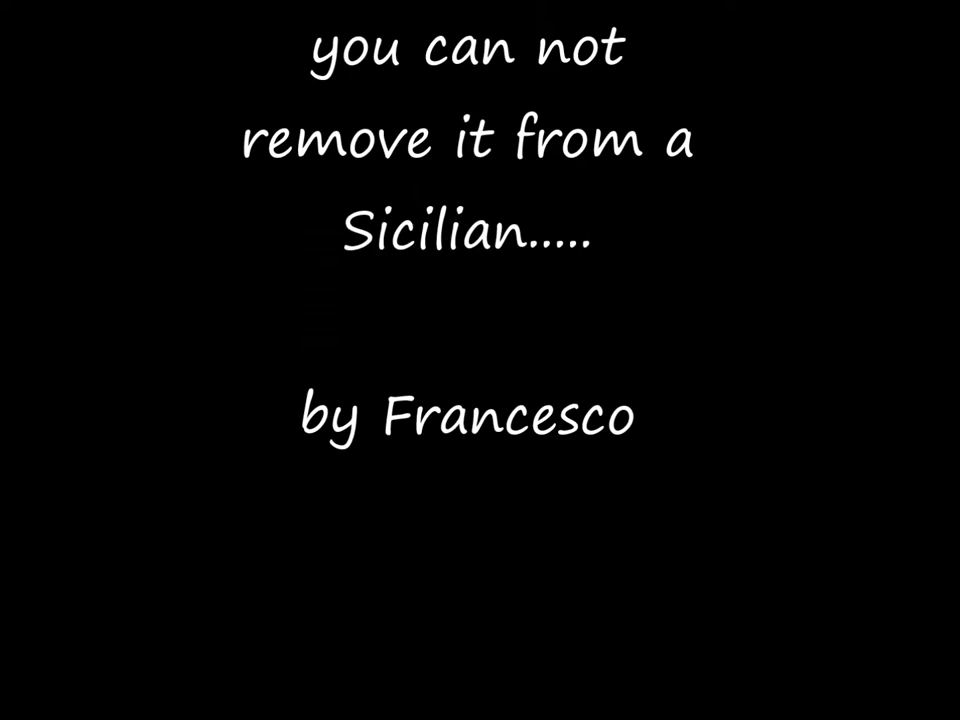 you can not
remove it from a
Sicilian.....
by Francesco